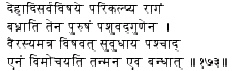 देहादिसर्वविषये परिकल्प्य रागं
बध्नाति तेन पुरुषं पशुवद्गुणेन ।
वैरस्यमत्र विषवत् सुवुधाय पश्चाद्
एनं विमोचयति तन्मन एव बन्धात् ॥ १७३॥